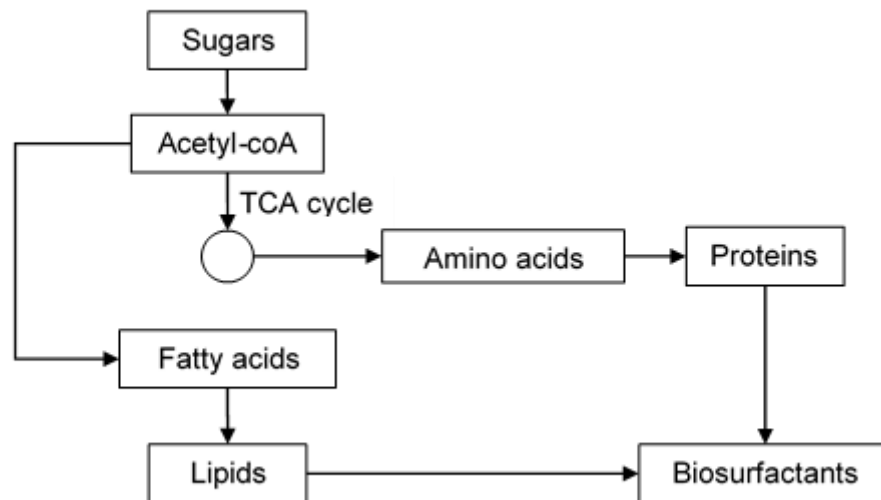 Sugars
Acetyl-coA
TCA cycle
Amino acids
Proteins
Fatty acids
Lipids
Biosurfactants